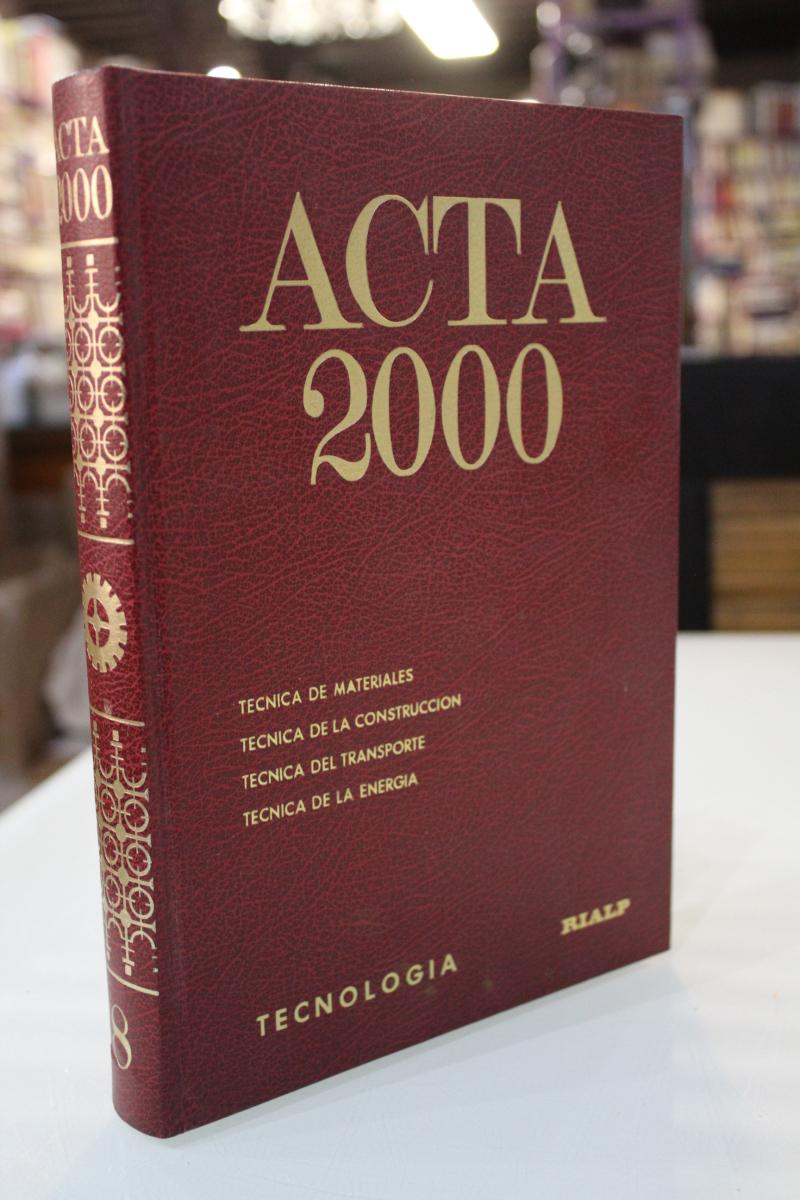 ACTA
2000
8
ACTA
2000
TECNICA DE MATERIALES
TECNICA DE LA CONSTRUCCION
TECNICA DEL TRANSPORTE
TECNICA DE LA ENERGIA
RIALP
TECNOLOGIA